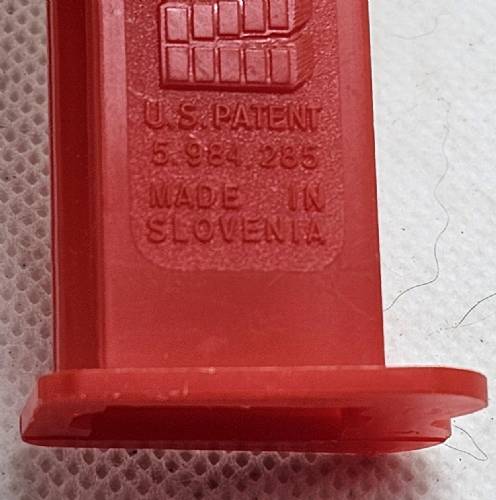 U.S. PATENT
5.984.285
MADE IN
SLOVENIA